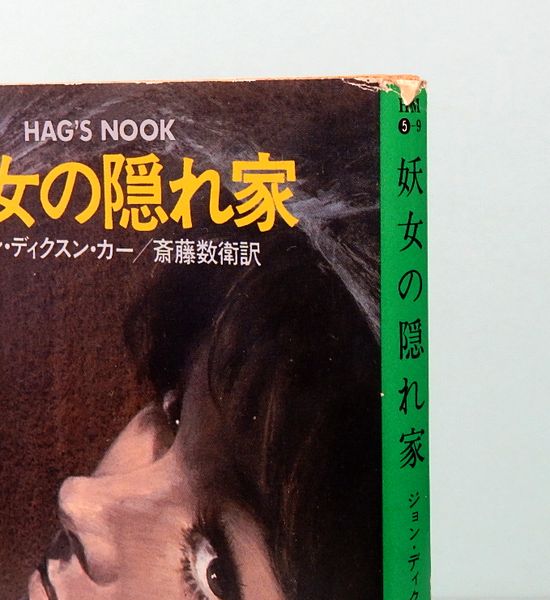 HAG'S NOOK
女の隠れ家
ン・ディクスン・カー／斎藤数衛訳
HM
5-9
妖女の隠れ家
ジョン・ディク